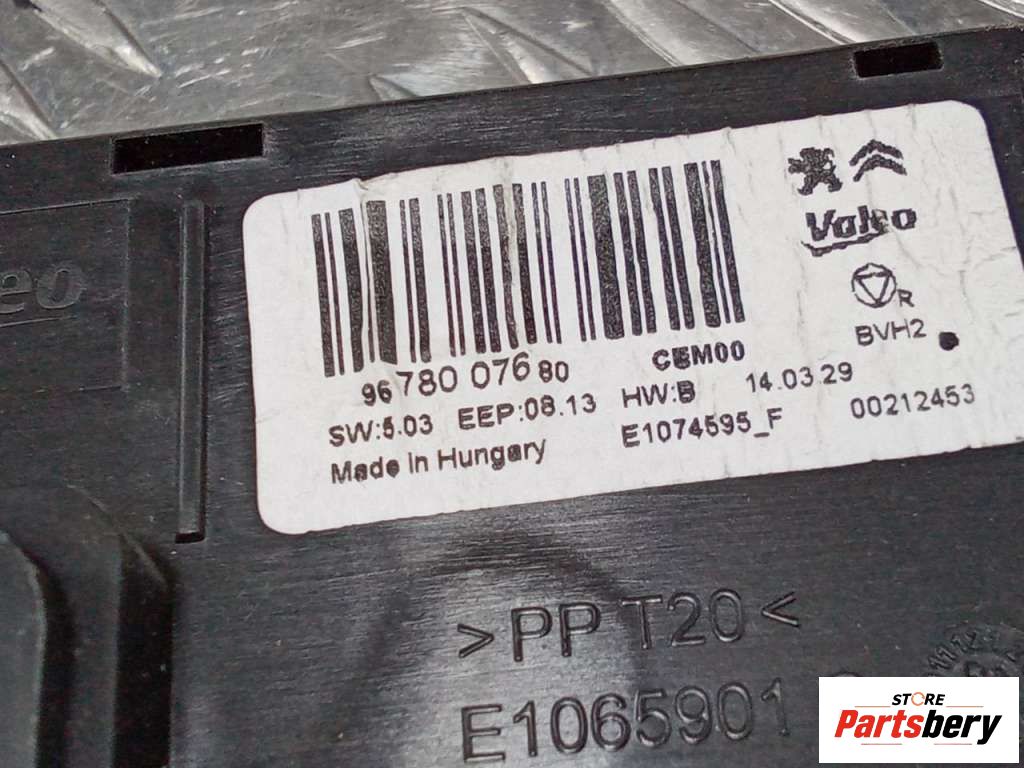 eo
Valeo
R
BVH2
96 780 076 80 CEM00
SW:5.03 EEP:08.13 HW:B 14.03.29
Made in Hungary E1074595_F 00212453
>PP T20<
E1065901
STORE
Partsbery